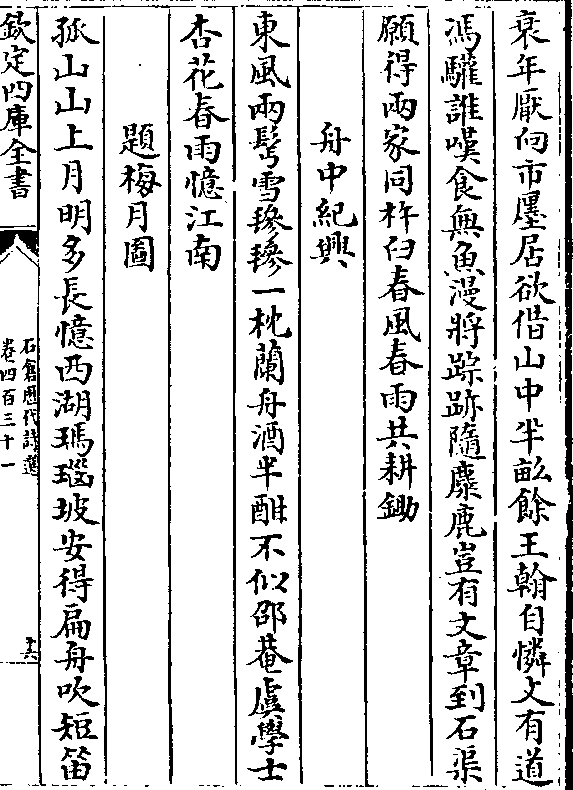 衰年厭向市廛居欲借山中半畝餘王翰自憐文有道
馮驩誰嘆食無魚漫將踪跡隨麋鹿豈有文章到石渠
願得兩家同杵臼春風春雨共耕鋤
舟中紀興
東風兩鬂雪毿毿一枕蘭舟酒半酣不似邵菴虞學士
杏花春雨憶江南
題梅月圖
孤山山上月明多長憶西湖瑪瑙坡安得扁舟吹短笛
欽定四庫全書
石倉歷代詩選
卷四百三十一
十六